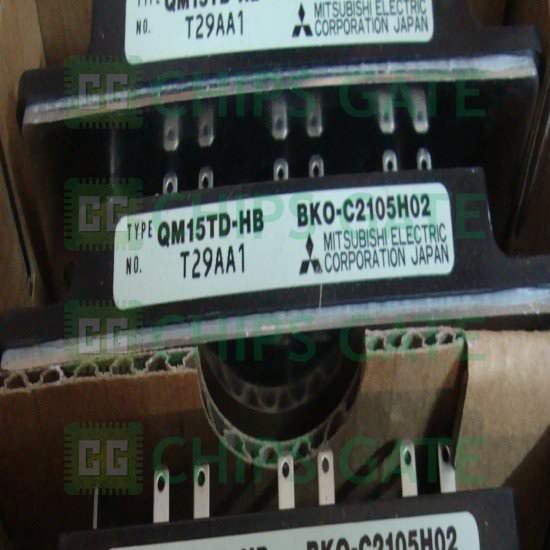 TYPE QM15TD-HB
NO. T29AA1
MITSUBISHI ELECTRIC
CORPORATION JAPAN
CHIPS GATE
TYPE QM15TD-HB BKO-C2105H02
NO. T29AA1
MITSUBISHI ELECTRIC
CORPORATION JAPAN
CHIPS GATE
CHIPS GATE
BKO-C2105H02